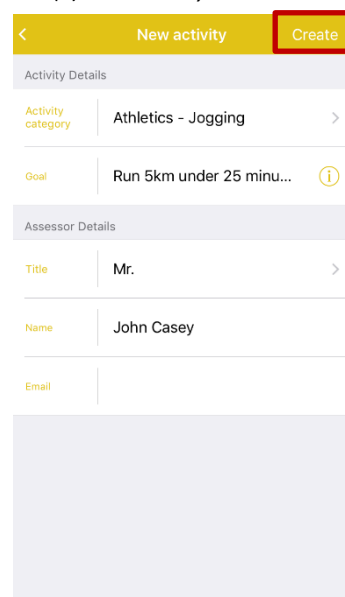 < New activity Create
Activity Details
Activity
category
Athletics - Jogging >
Goal Run 5km under 25 minu... i
Assessor Details
Title Mr. >
Name John Casey
Email